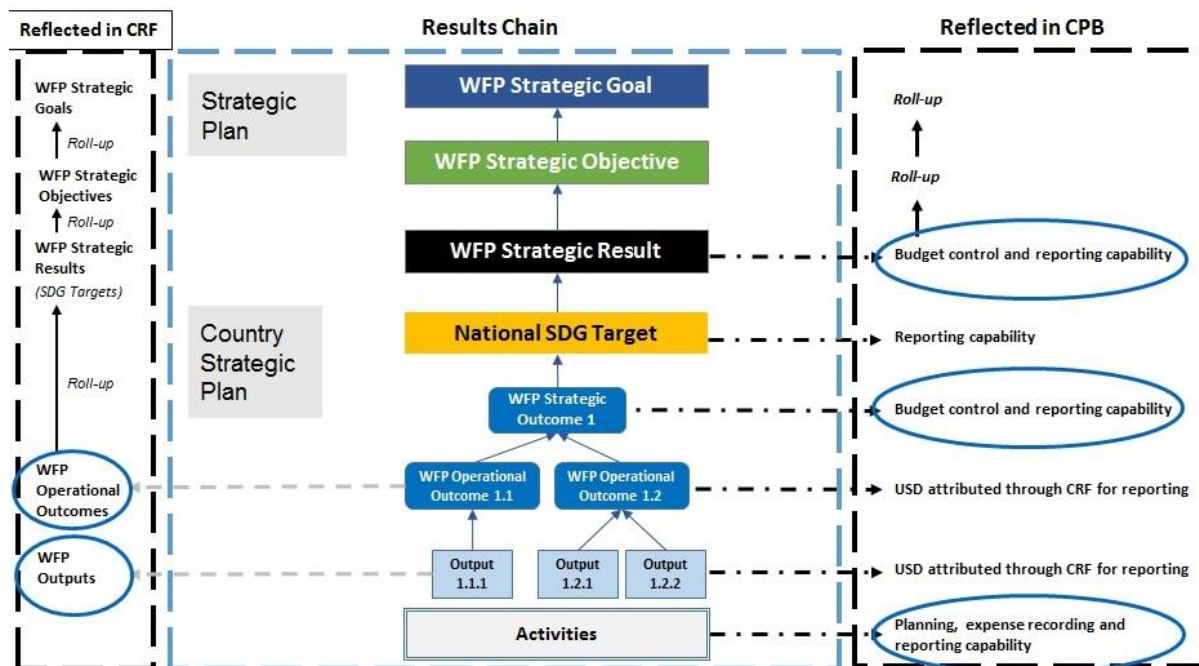 Reflected in CRF
Results Chain
Reflected in CPB
WFP Strategic
Goals
Roll-up
WFP Strategic
Objectives
Roll-up
WFP Strategic
Results
(SDG Targets)
Roll-up
WFP
Operational
Outcomes
WFP
Outputs
Strategic
Plan
Country
Strategic
Plan
WFP Strategic Goal
WFP Strategic Objective
WFP Strategic Result
National SDG Target
WFP Strategic
Outcome 1
WFP Operational
Outcome 1.1
WFP Operational
Outcome 1.2
Output
1.1.1
Output
1.2.1
Output
1.2.2
Activities
Roll-up
Roll-up
Budget control and reporting capability
Reporting capability
Budget control and reporting capability
USD attributed through CRF for reporting
USD attributed through CRF for reporting
Planning, expense recording and
reporting capability